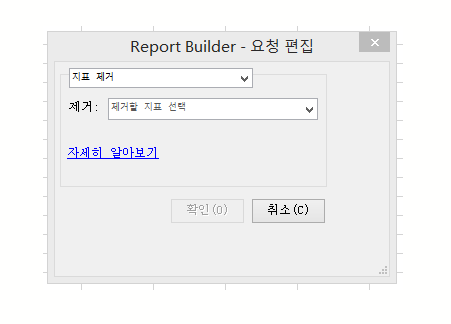 Report Builder - 요청 편집
지표 제거
제거: 제거할 지표 선택
자세히 알아보기
확인(O) 취소(C)